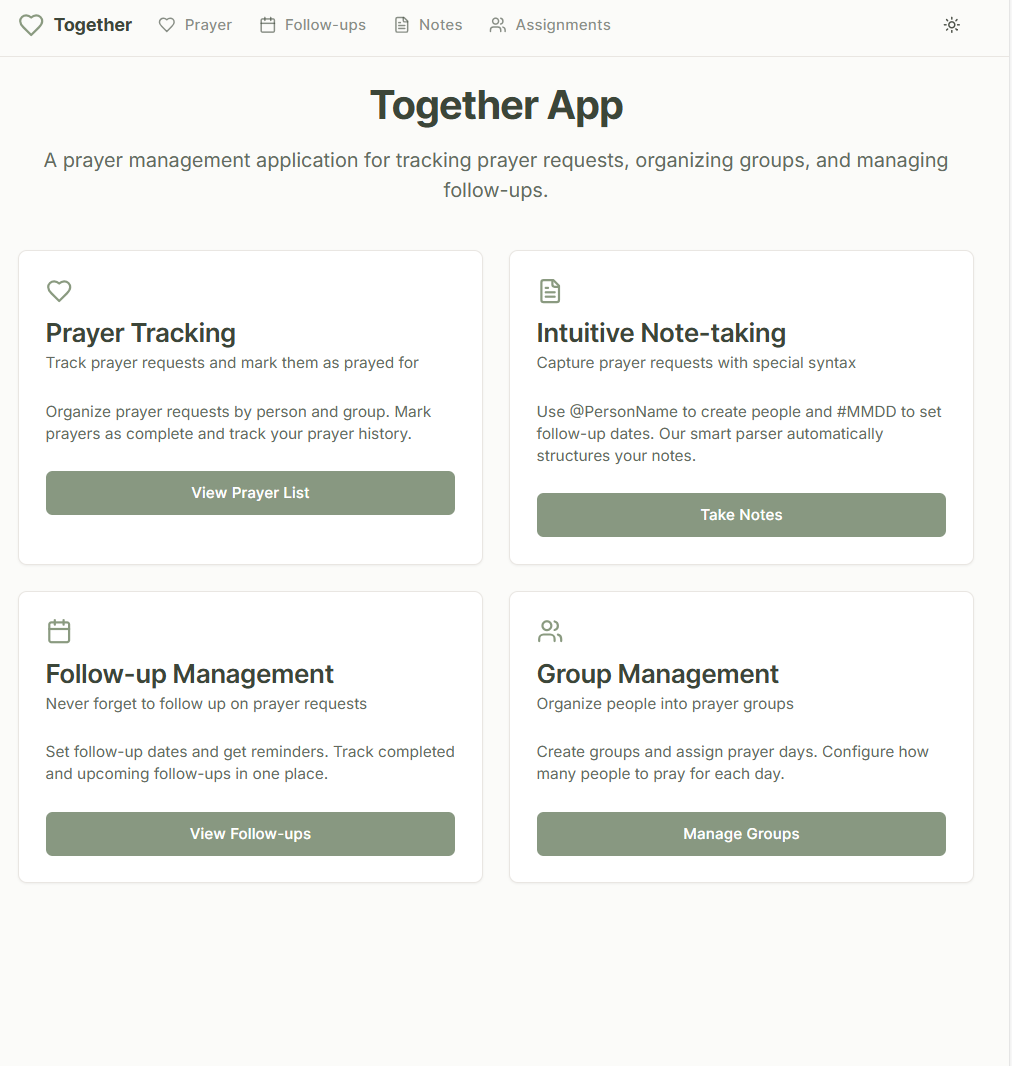 Together
Prayer
Follow-ups
Notes
Assignments
Together App
A prayer management application for tracking prayer requests, organizing groups, and managing
follow-ups.
Prayer Tracking
Track prayer requests and mark them as prayed for
Organize prayer requests by person and group. Mark
prayers as complete and track your prayer history.
View Prayer List
Intuitive Note-taking
Capture prayer requests with special syntax
Use @PersonName to create people and #MMDD to set
follow-up dates. Our smart parser automatically
structures your notes.
Take Notes
Follow-up Management
Never forget to follow up on prayer requests
Set follow-up dates and get reminders. Track completed
and upcoming follow-ups in one place.
View Follow-ups
Group Management
Organize people into prayer groups
Create groups and assign prayer days. Configure how
many people to pray for each day.
Manage Groups